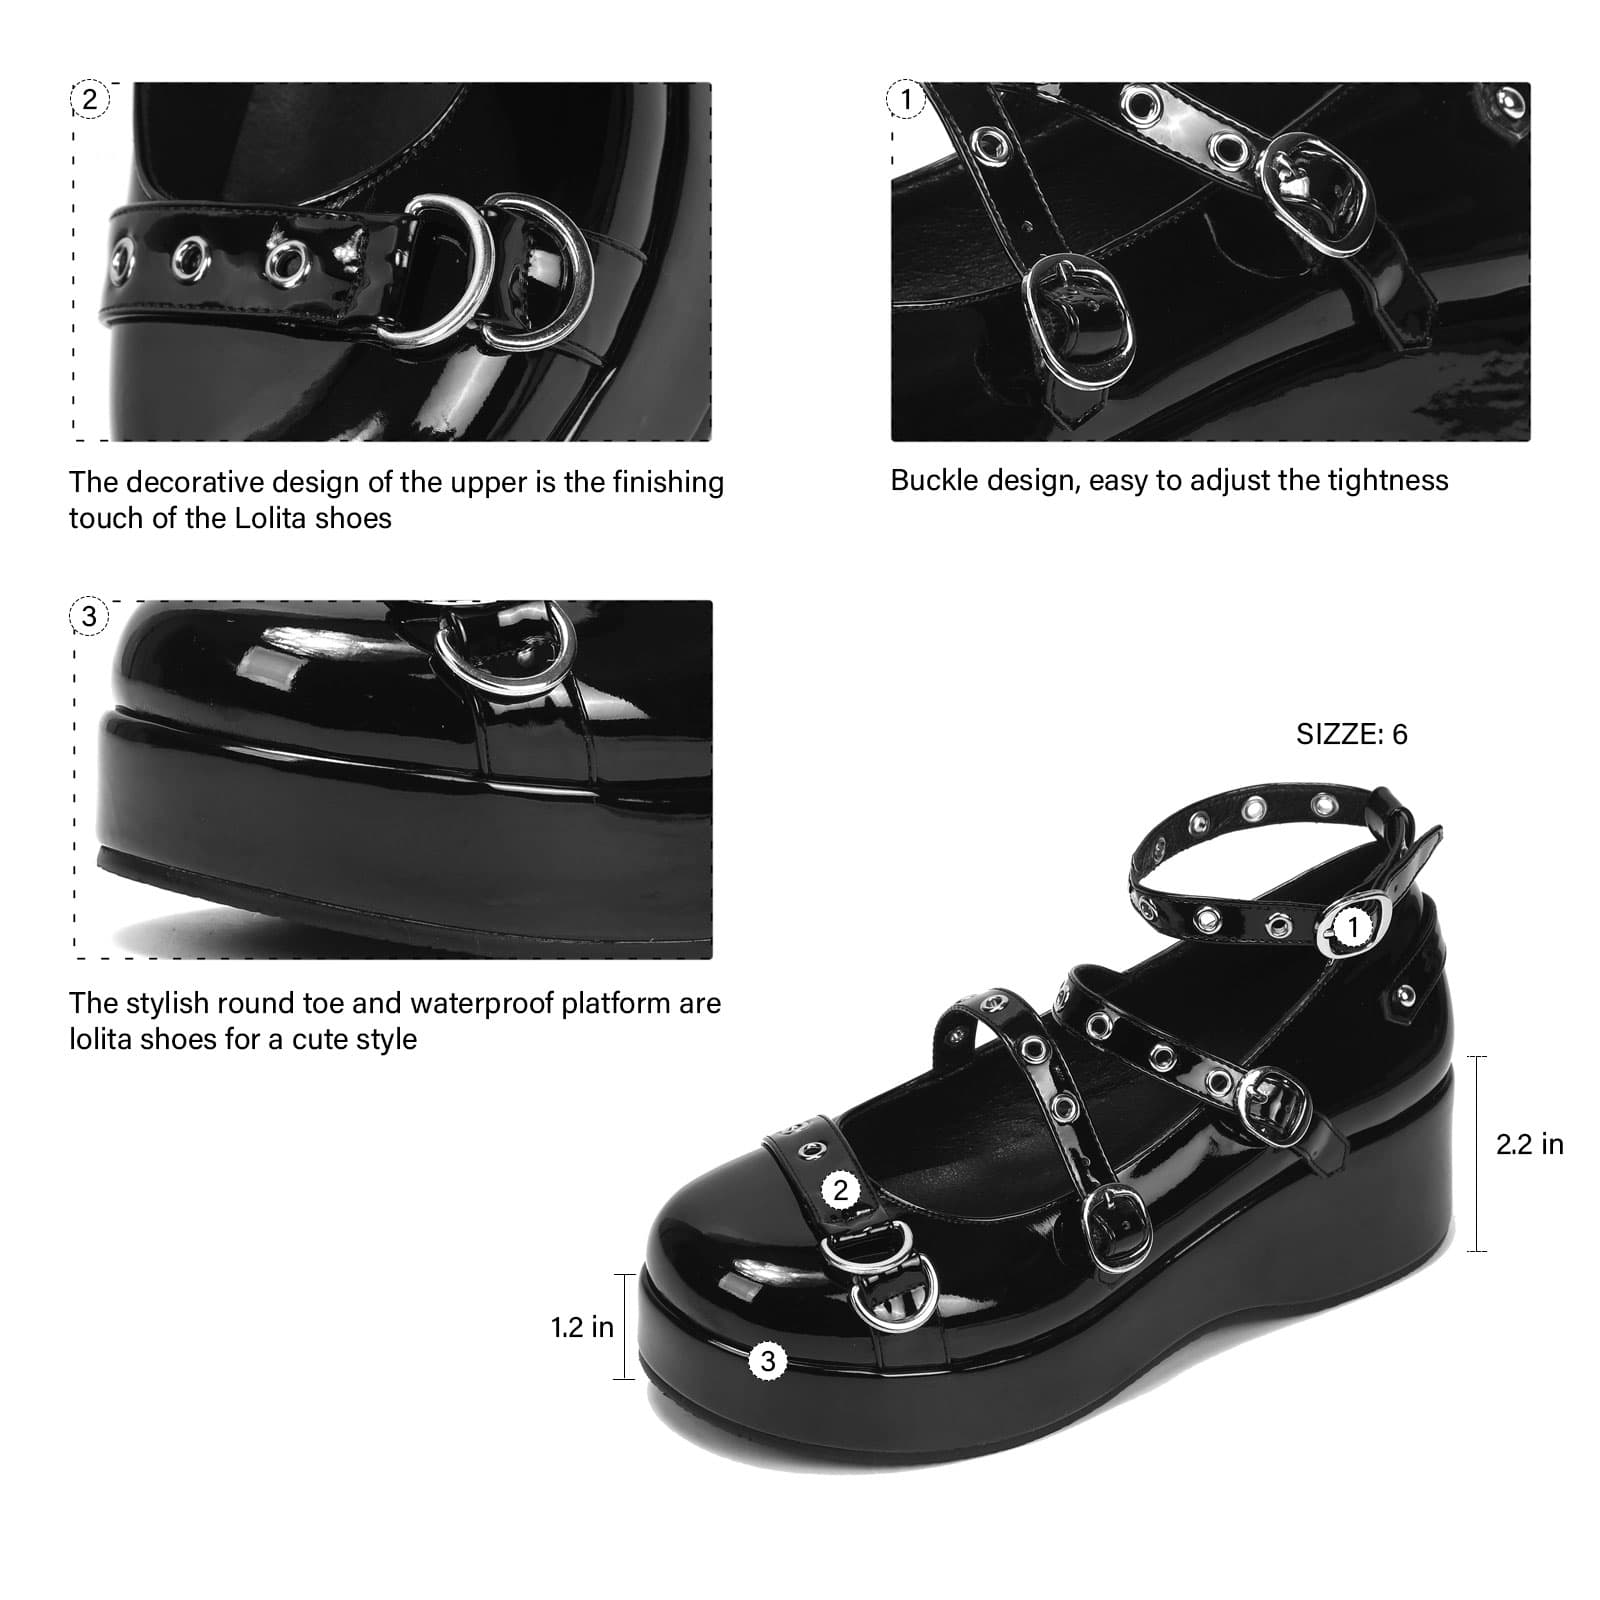 2
The decorative design of the upper is the finishing
touch of the Lolita shoes
1
Buckle design, easy to adjust the tightness
3
The stylish round toe and waterproof platform are
lolita shoes for a cute style
SIZZE: 6
1
2
3
2.2 in
1.2 in